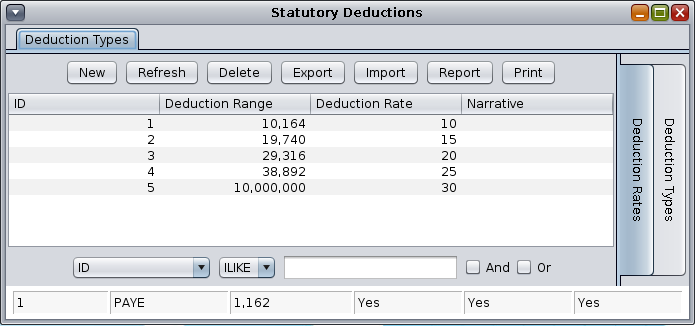 Statutory Deductions
Deduction Types
New Refresh Delete Export Import Report Print
ID Deduction Range Deduction Rate Narrative
1 10,164 10
2 19,740 15
3 29,316 20
4 38,892 25
5 10,000,000 30
Deduction Rates
Deduction Types
ID ILIKE And Or
1 PAYE 1,162 Yes Yes Yes